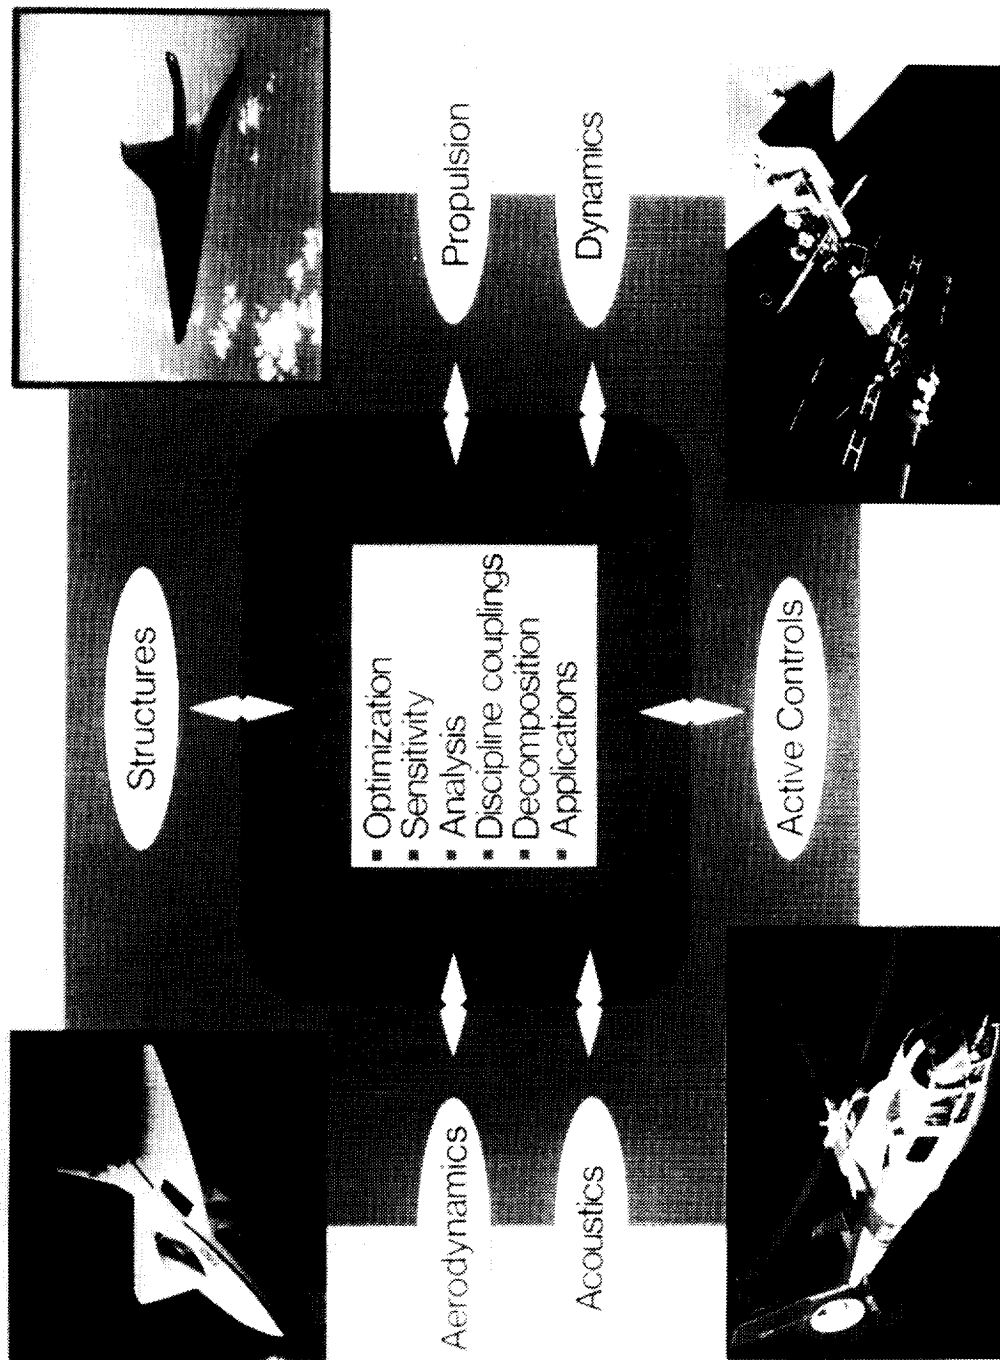 Structures
Aerodynamics
Propulsion
Acoustics
Dynamics
▪ Optimization
▪ Sensitivity
▪ Analysis
▪ Discipline couplings
▪ Decomposition
▪ Applications
Active Controls